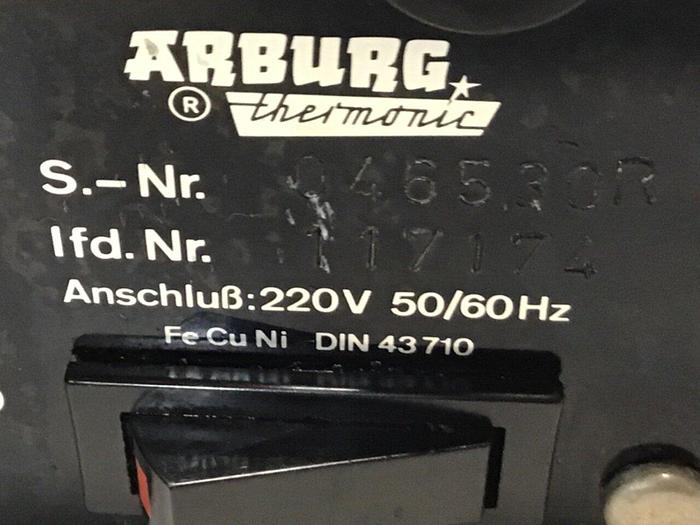 ARBURG
® thermonic
S.-Nr. 046530R
lfd. Nr. 117174
Anschluß: 220V 50/60Hz
Fe Cu Ni DIN 43710